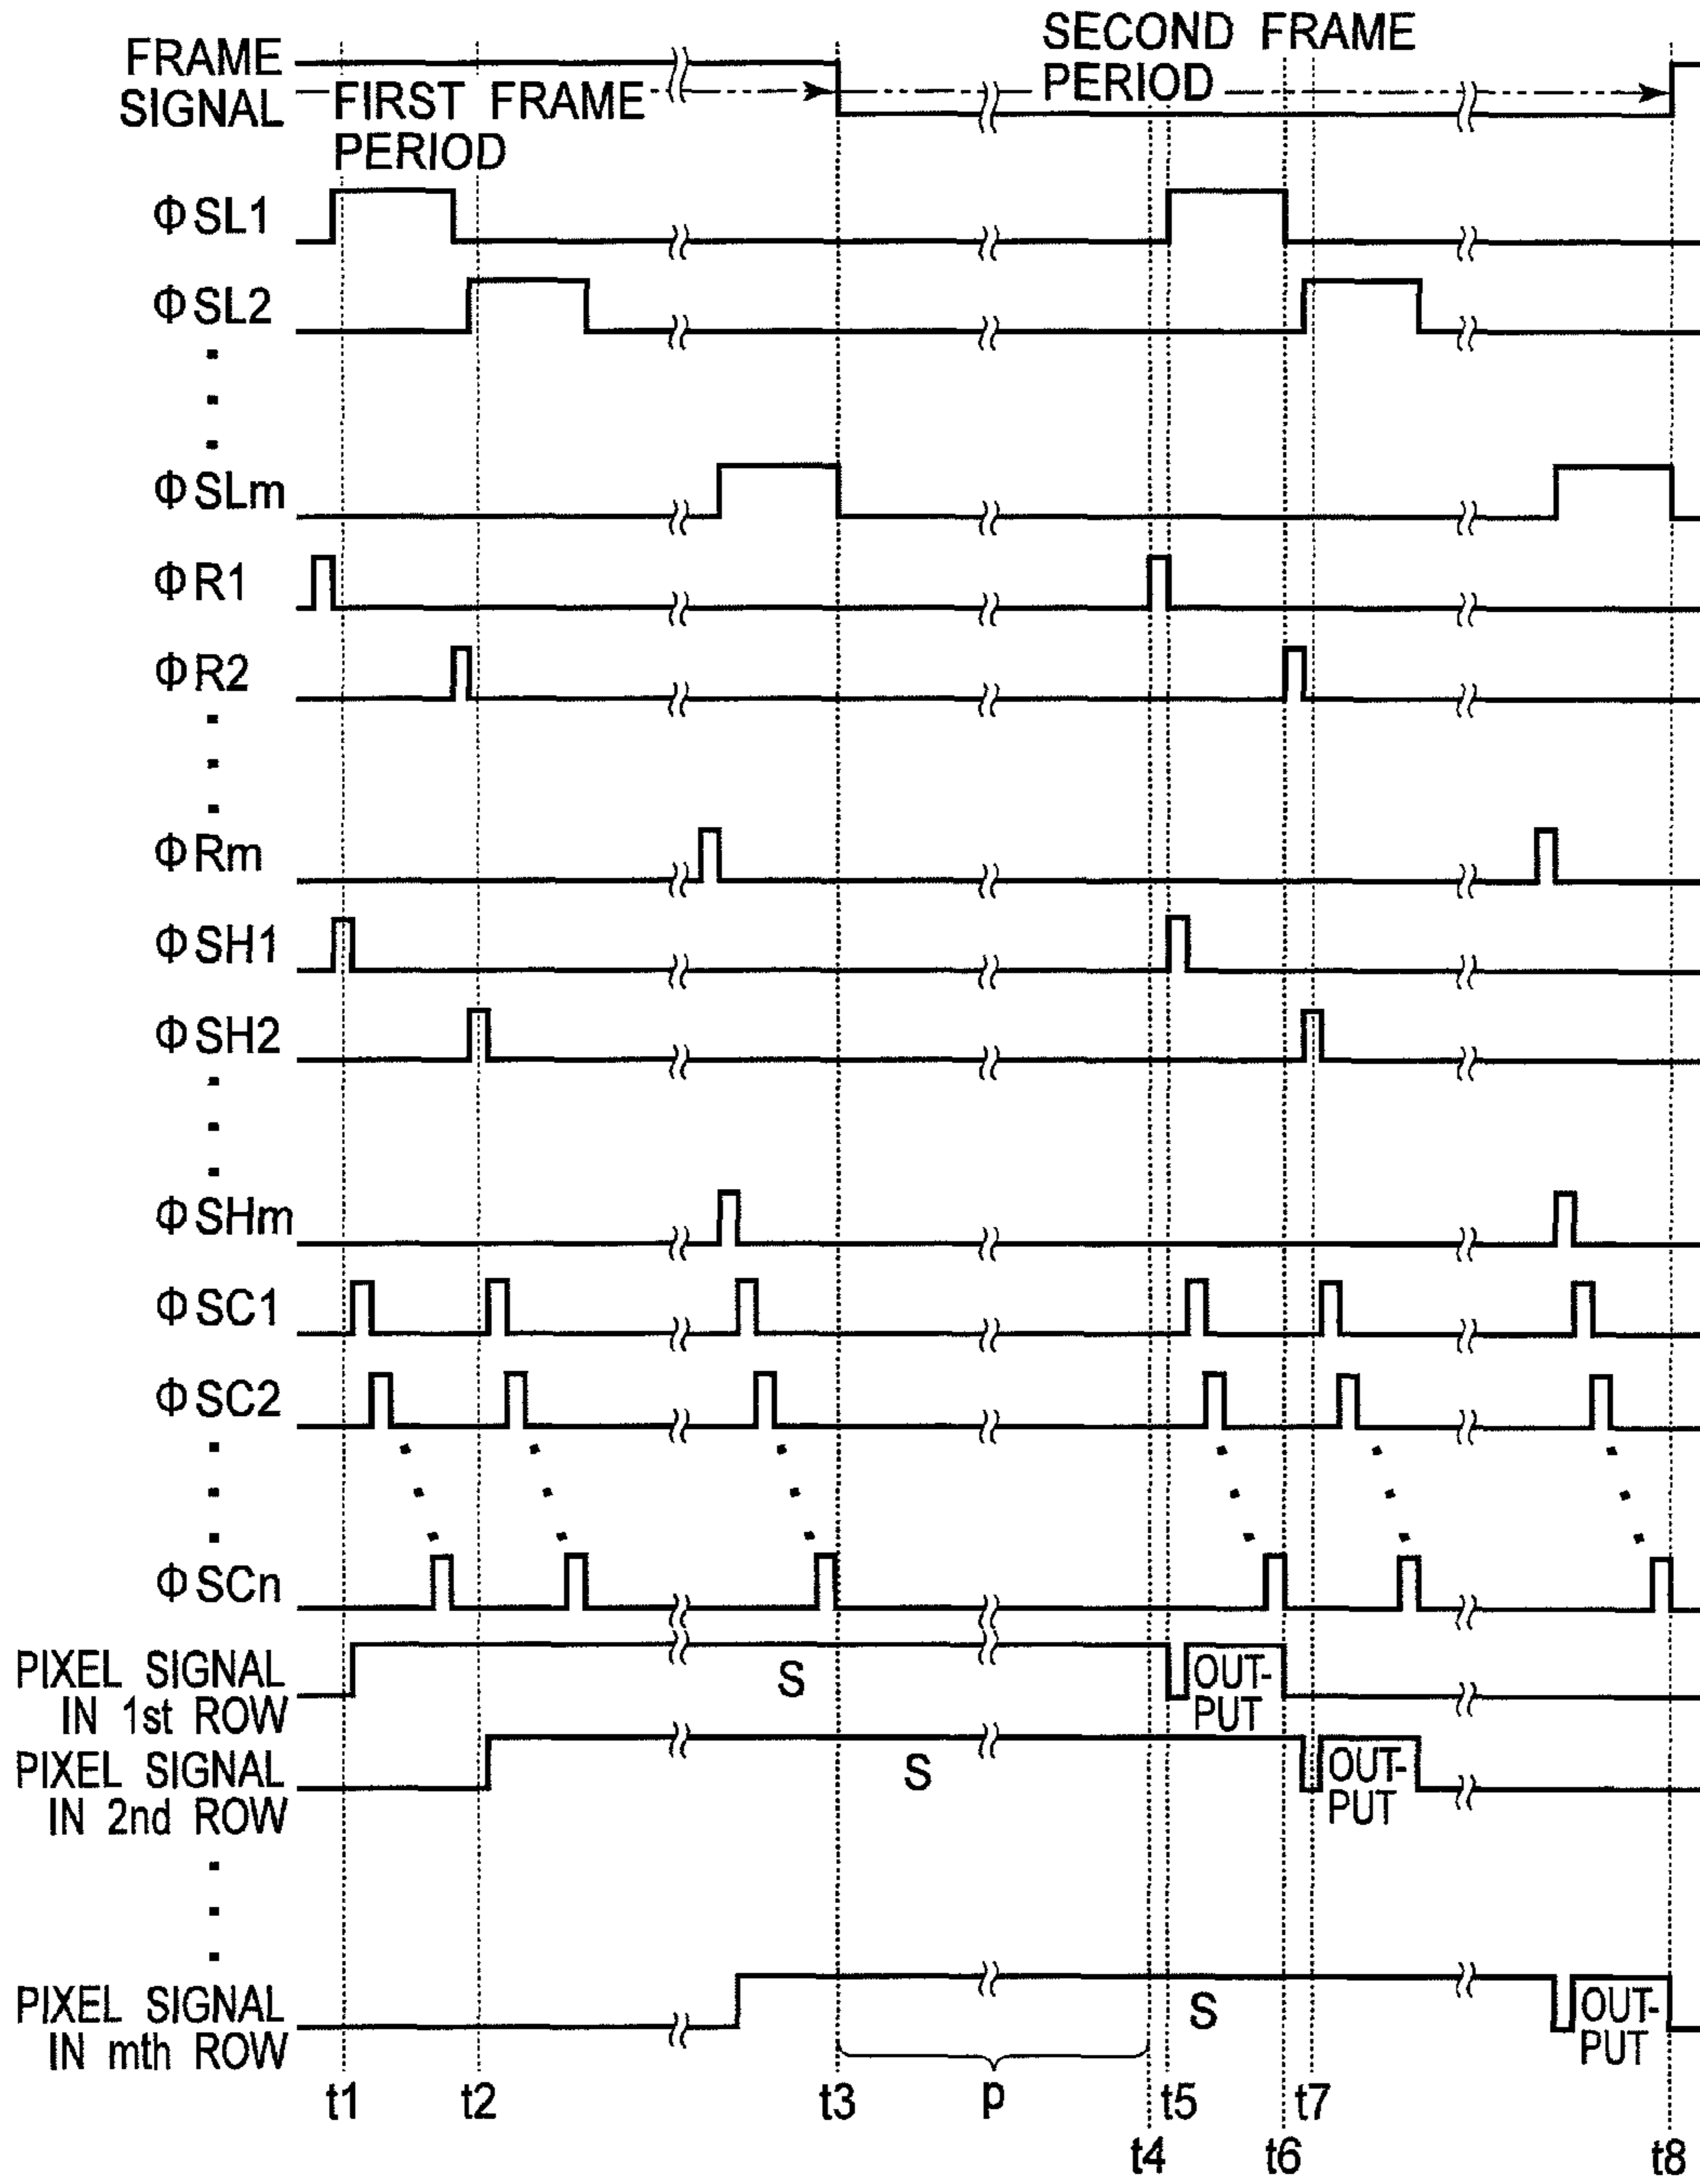 FRAME
SIGNAL
FIRST FRAME
PERIOD
SECOND FRAME
PERIOD
ΦSL1
ΦSL2
ΦSLm
ΦR1
ΦR2
ΦRm
ΦSH1
ΦSH2
ΦSHm
ΦSC1
ΦSC2
ΦSCn
PIXEL SIGNAL
IN 1st ROW
S
OUT-
PUT
PIXEL SIGNAL
IN 2nd ROW
S
OUT-
PUT
PIXEL SIGNAL
IN mth ROW
S
OUT-
PUT
t1 t2 t3 p t5 t7
t4 t6 t8